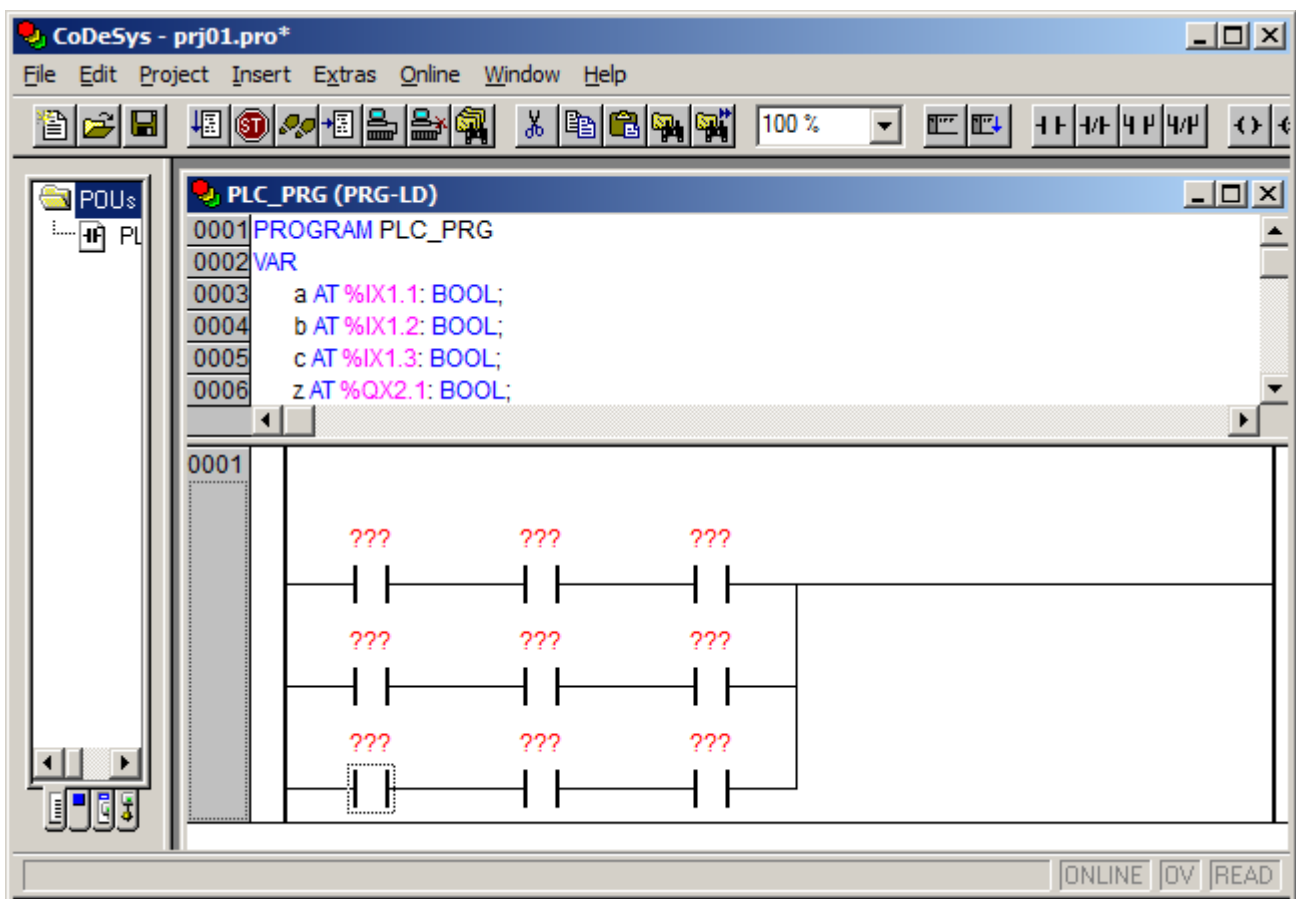 CoDeSys - prj01.pro*
File Edit Project Insert Extras Online Window Help
ST 100 %
POUs
PL
PLC_PRG (PRG-LD)
0001 PROGRAM PLC_PRG
0002 VAR
0003 a AT %IX1.1: BOOL;
0004 b AT %IX1.2: BOOL;
0005 c AT %IX1.3: BOOL;
0006 z AT %QX2.1: BOOL;
0001
??? ??? ???
??? ??? ???
??? ??? ???
ONLINE OV READ